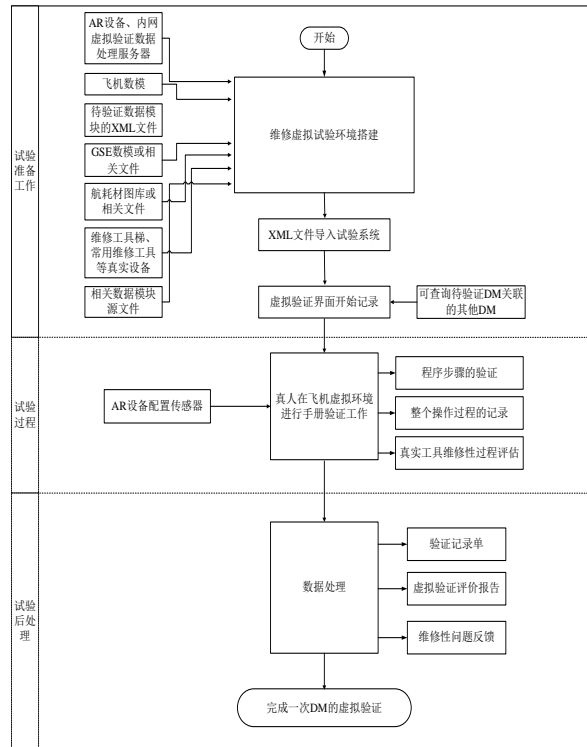 试验
准备
工作
AR设备、内网
虚拟验证数据
处理服务器
飞机数模
待验证数据模
块的XML文件
GSE数模或相
关文件
航耗材图库或
相关文件
维修工具梯、
常用维修工具
等真实设备
相关数据模块
源文件
开始
维修虚拟试验环境搭建
XML文件导入试验系统
虚拟验证界面开始记录
可查询待验证DM关联
的其他DM
试验
过程
AR设备配置传感器
真人在飞机虚拟环境
进行手册验证工作
程序步骤的验证
整个操作过程的记录
真实工具维修性过程评估
试验
后处
理
数据处理
验证记录单
虚拟验证评价报告
维修性问题反馈
完成一次DM的虚拟验证